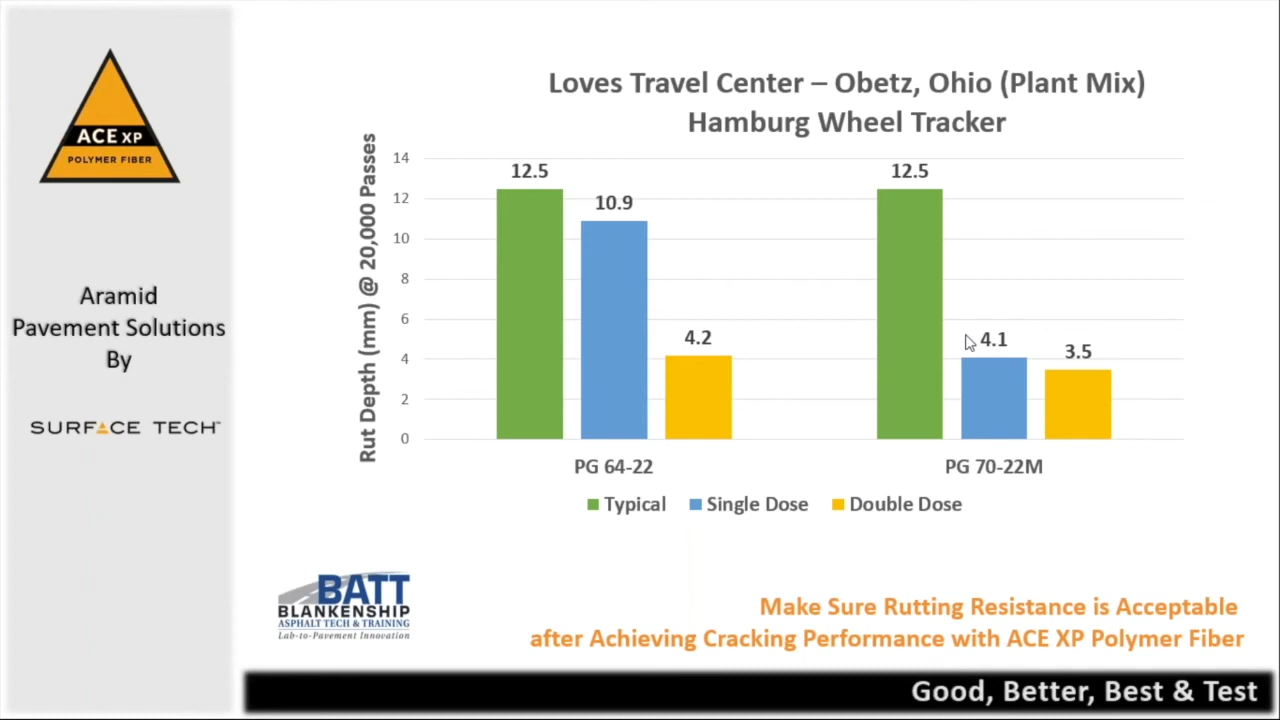 ACE XP
POLYMER FIBER
Aramid
Pavement Solutions
By
SURFACE TECH™
Loves Travel Center – Obetz, Ohio (Plant Mix)
Hamburg Wheel Tracker
Rut Depth (mm) @ 20,000 Passes
14
12
10
8
6
4
2
0
12.5
10.9
4.2
12.5
4.1
3.5
PG 64-22
PG 70-22M
Typical
Single Dose
Double Dose
BATT
BLANKENSHIP
ASPHALT TECH & TRAINING
Lab-to-Pavement Innovation
Make Sure Rutting Resistance is Acceptable
after Achieving Cracking Performance with ACE XP Polymer Fiber
Good, Better, Best & Test